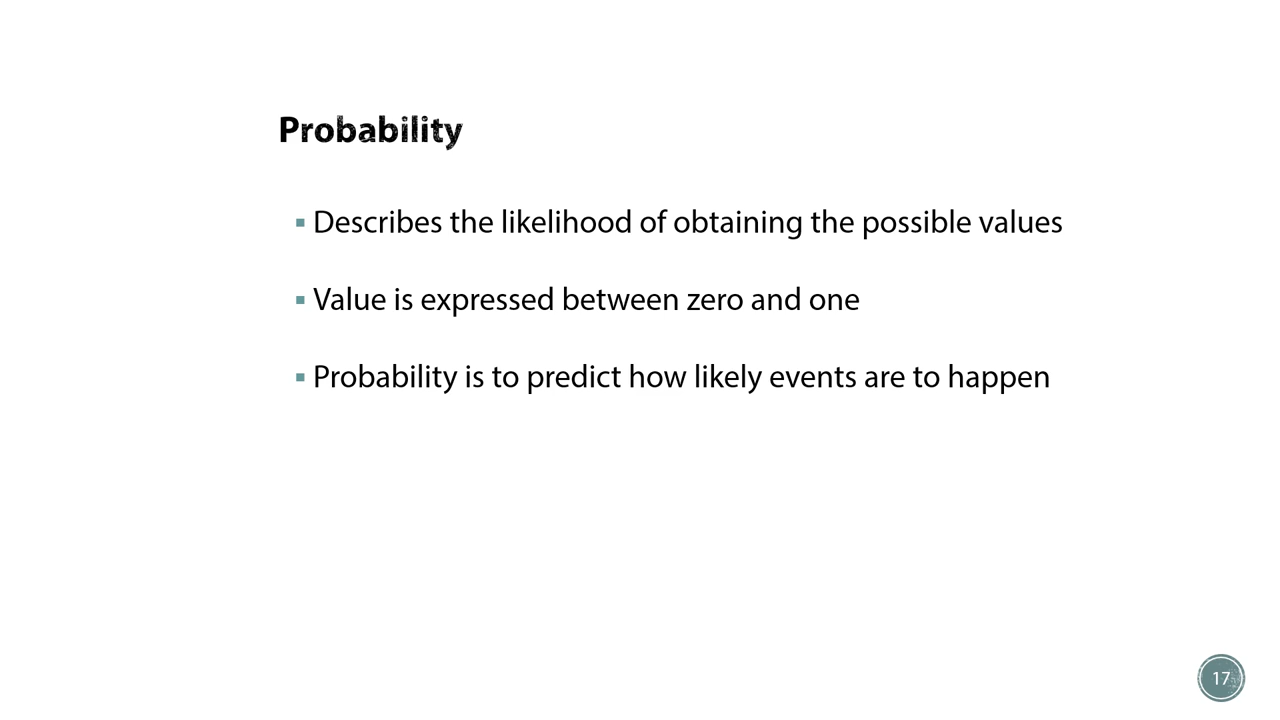 Probability
▪ Describes the likelihood of obtaining the possible values
▪ Value is expressed between zero and one
▪ Probability is to predict how likely events are to happen
17